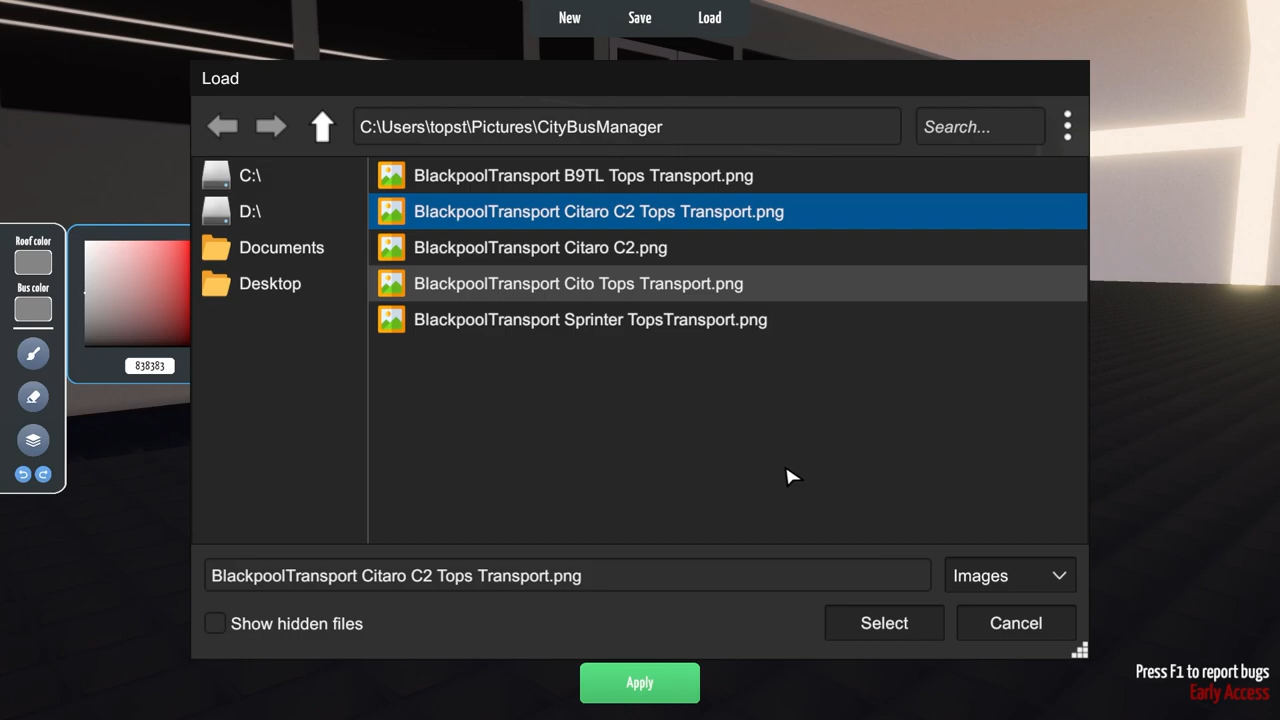 New
Save
Load
Load
C:\Users\topst\Pictures\CityBusManager
Search...
C:\
D:\
Documents
Desktop
BlackpoolTransport B9TL Tops Transport.png
BlackpoolTransport Citaro C2 Tops Transport.png
BlackpoolTransport Citaro C2.png
BlackpoolTransport Cito Tops Transport.png
BlackpoolTransport Sprinter TopsTransport.png
Roof color
Bus color
838383
BlackpoolTransport Citaro C2 Tops Transport.png
Images
Show hidden files
Select
Cancel
Apply
Press F1 to report bugs
Early Access